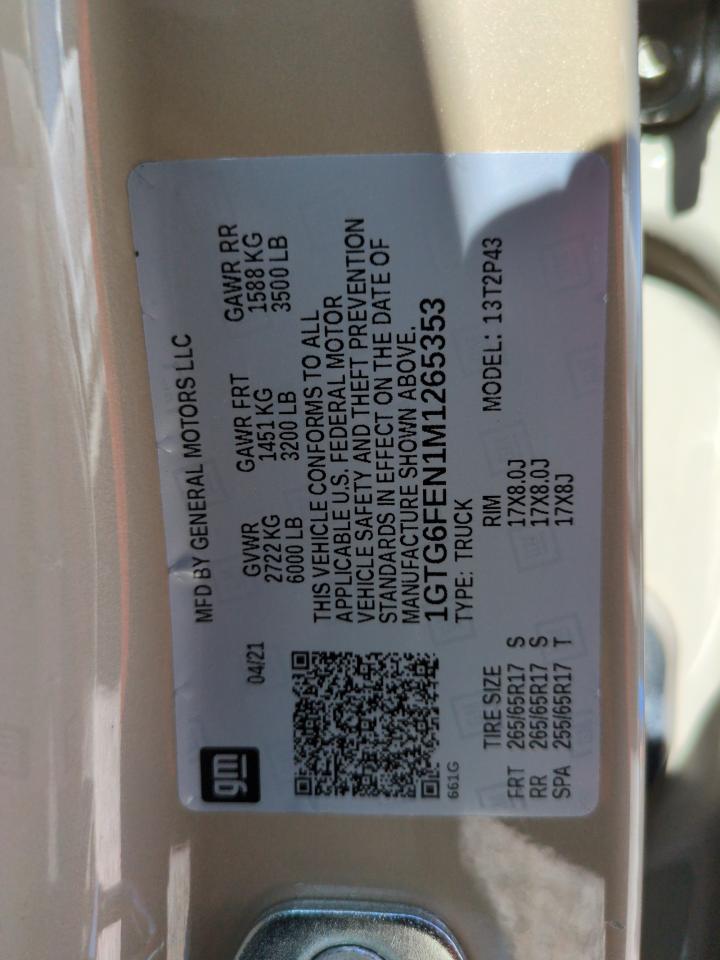 gm
04/21
MFD BY GENERAL MOTORS LLC
GVWR GAWR FRT GAWR RR
2722 KG 1451 KG 1588 KG
6000 LB 3200 LB 3500 LB
THIS VEHICLE CONFORMS TO ALL
APPLICABLE U.S. FEDERAL MOTOR
VEHICLE SAFETY AND THEFT PREVENTION
STANDARDS IN EFFECT ON THE DATE OF
MANUFACTURE SHOWN ABOVE.
1GTG6FEN1M1265353
661G
TYPE: TRUCK
TIRE SIZE RIM MODEL: 13T2P43
FRT 265/65R17 S 17X8.0J
RR 265/65R17 S 17X8.0J
SPA 255/65R17 T 17X8J